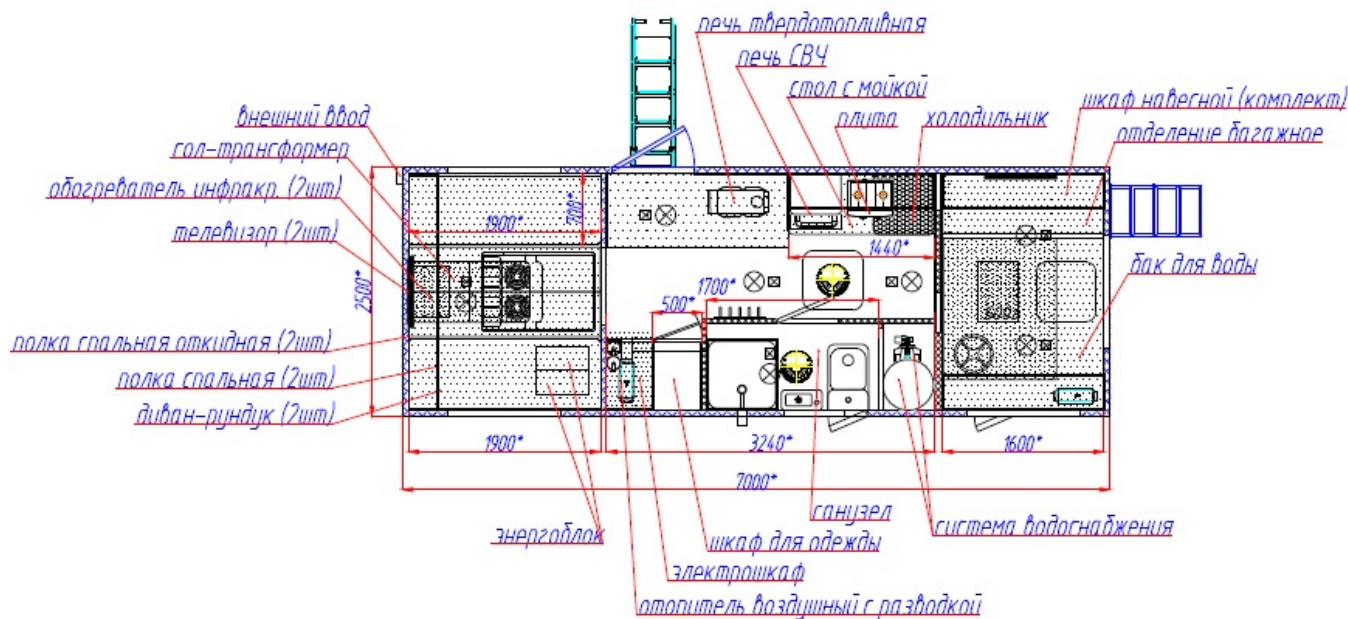 печь твердотопливная
печь СВЧ
стол с мойкой
плита
холодильник
шкаф навесной (комплект)
отделение багажное
бак для воды
внешний ввод
стол-трансформер
обогреватель инфракр. (2шт)
телевизор (2шт)
1900*
700*
1440*
2500*
1700*
500*
полка спальная откидная (2шт)
полка спальная (2шт)
диван-рундук (2шт)
1900*
3240*
1600*
7000*
энергоблок
санузел
система водоснабжения
шкаф для одежды
электрошкаф
отопитель воздушный с разводкой